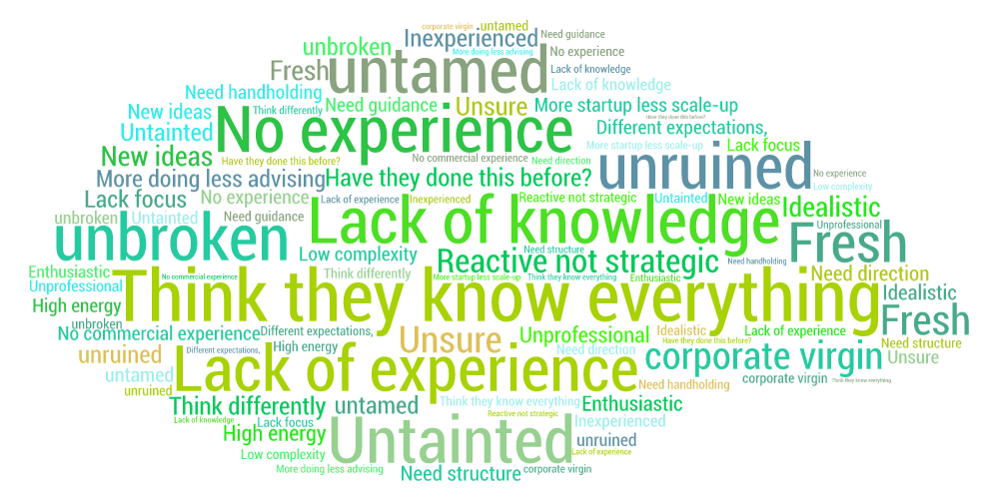 corporate virgin
untamed
Inexperienced
Need guidance
unbroken
More doing less advising
No experience
Fresh
untamed
Lack of knowledge
Need handholding
Lack of knowledge
New ideas
Think differently
Need guidance
Unsure
More startup less scale-up
Untainted
No experience
Have they done this before?
Different expectations,
New ideas
Have they done this before?
No commercial experience
Need direction
More startup less scale-up
Lack focus
unruined
More doing less advising
Have they done this before?
No experience
Low complexity
Lack focus
No experience
Lack of experience
Inexperienced
Reactive not strategic
Untainted
New ideas
Idealistic
unbroken
Untainted
Need guidance
Lack of knowledge
Unprofessional
unbroken
Low complexity
Need structure
Reactive not strategic
Need handholding
Fresh
Enthusiastic
No commercial experience
Think differently
More startup less scale-up
Think they know everything
Enthusiastic
Need direction
Unprofessional
Think they know everything
Idealistic
High energy
Fresh
unbroken
No commercial experience
Different expectations,
Unsure
Unprofessional
Idealistic
Lack of experience
Have they done this before?
Need structure
unruined
Different expectations,
High energy
Need direction
corporate virgin
Unsure
untamed
Lack of experience
Need handholding
corporate virgin
Think they know everything
unruined
Think differently
untamed
Think they know everything
Enthusiastic
Lack of knowledge
Lack focus
Untainted
Reactive not strategic
Inexperienced
High energy
unruined
Low complexity
Lack of experience
More doing less advising
Need structure
corporate virgin